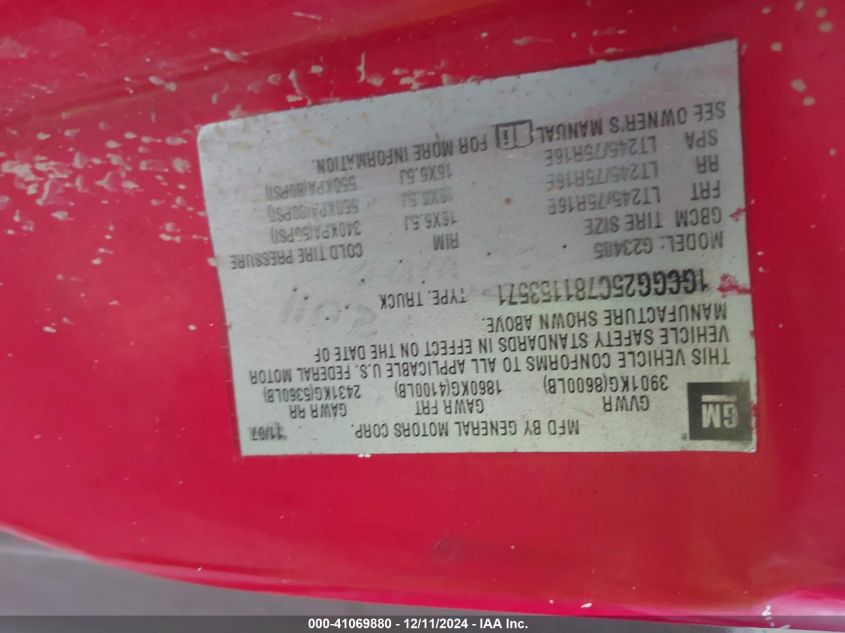 GM
MFD BY GENERAL MOTORS CORP. 11/07
GVWR GAWR FRT GAWR RR
3901KG(8600LB) 1860KG(4100LB) 2431KG(5360LB)
THIS VEHICLE CONFORMS TO ALL APPLICABLE U.S. FEDERAL MOTOR
VEHICLE SAFETY STANDARDS IN EFFECT ON THE DATE OF
MANUFACTURE SHOWN ABOVE.
1GCGG25C781153571 TYPE: TRUCK
MODEL: G23405
GBCM TIRE SIZE RIM COLD TIRE PRESSURE
FRT LT245/75R16E 16X6.5J 340KPA(50PSI)
RR LT245/75R16E 16X6.5J 550KPA(80PSI)
SPA LT245/75R16E 16X6.5J 550KPA(80PSI)
SEE OWNER'S MANUAL FOR MORE INFORMATION.
000-41069880 - 12/11/2024 - IAA Inc.